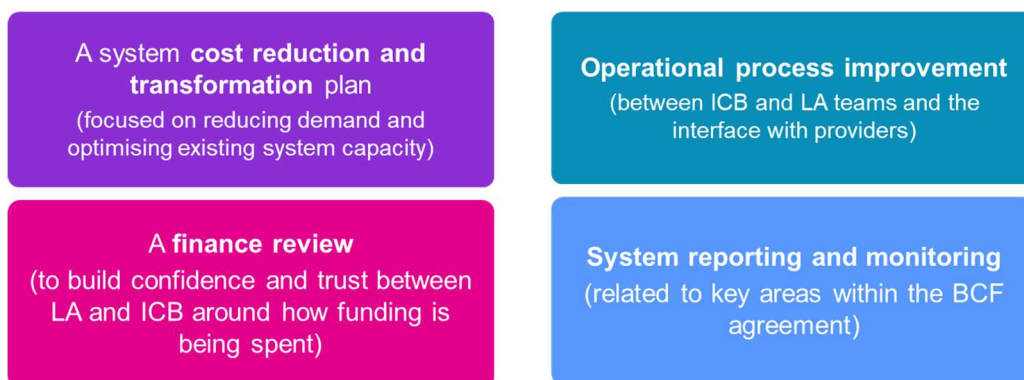 A system cost reduction and
transformation plan
(focused on reducing demand and
optimising existing system capacity)
Operational process improvement
(between ICB and LA teams and the
interface with providers)
A finance review
(to build confidence and trust between
LA and ICB around how funding is
being spent)
System reporting and monitoring
(related to key areas within the BCF
agreement)